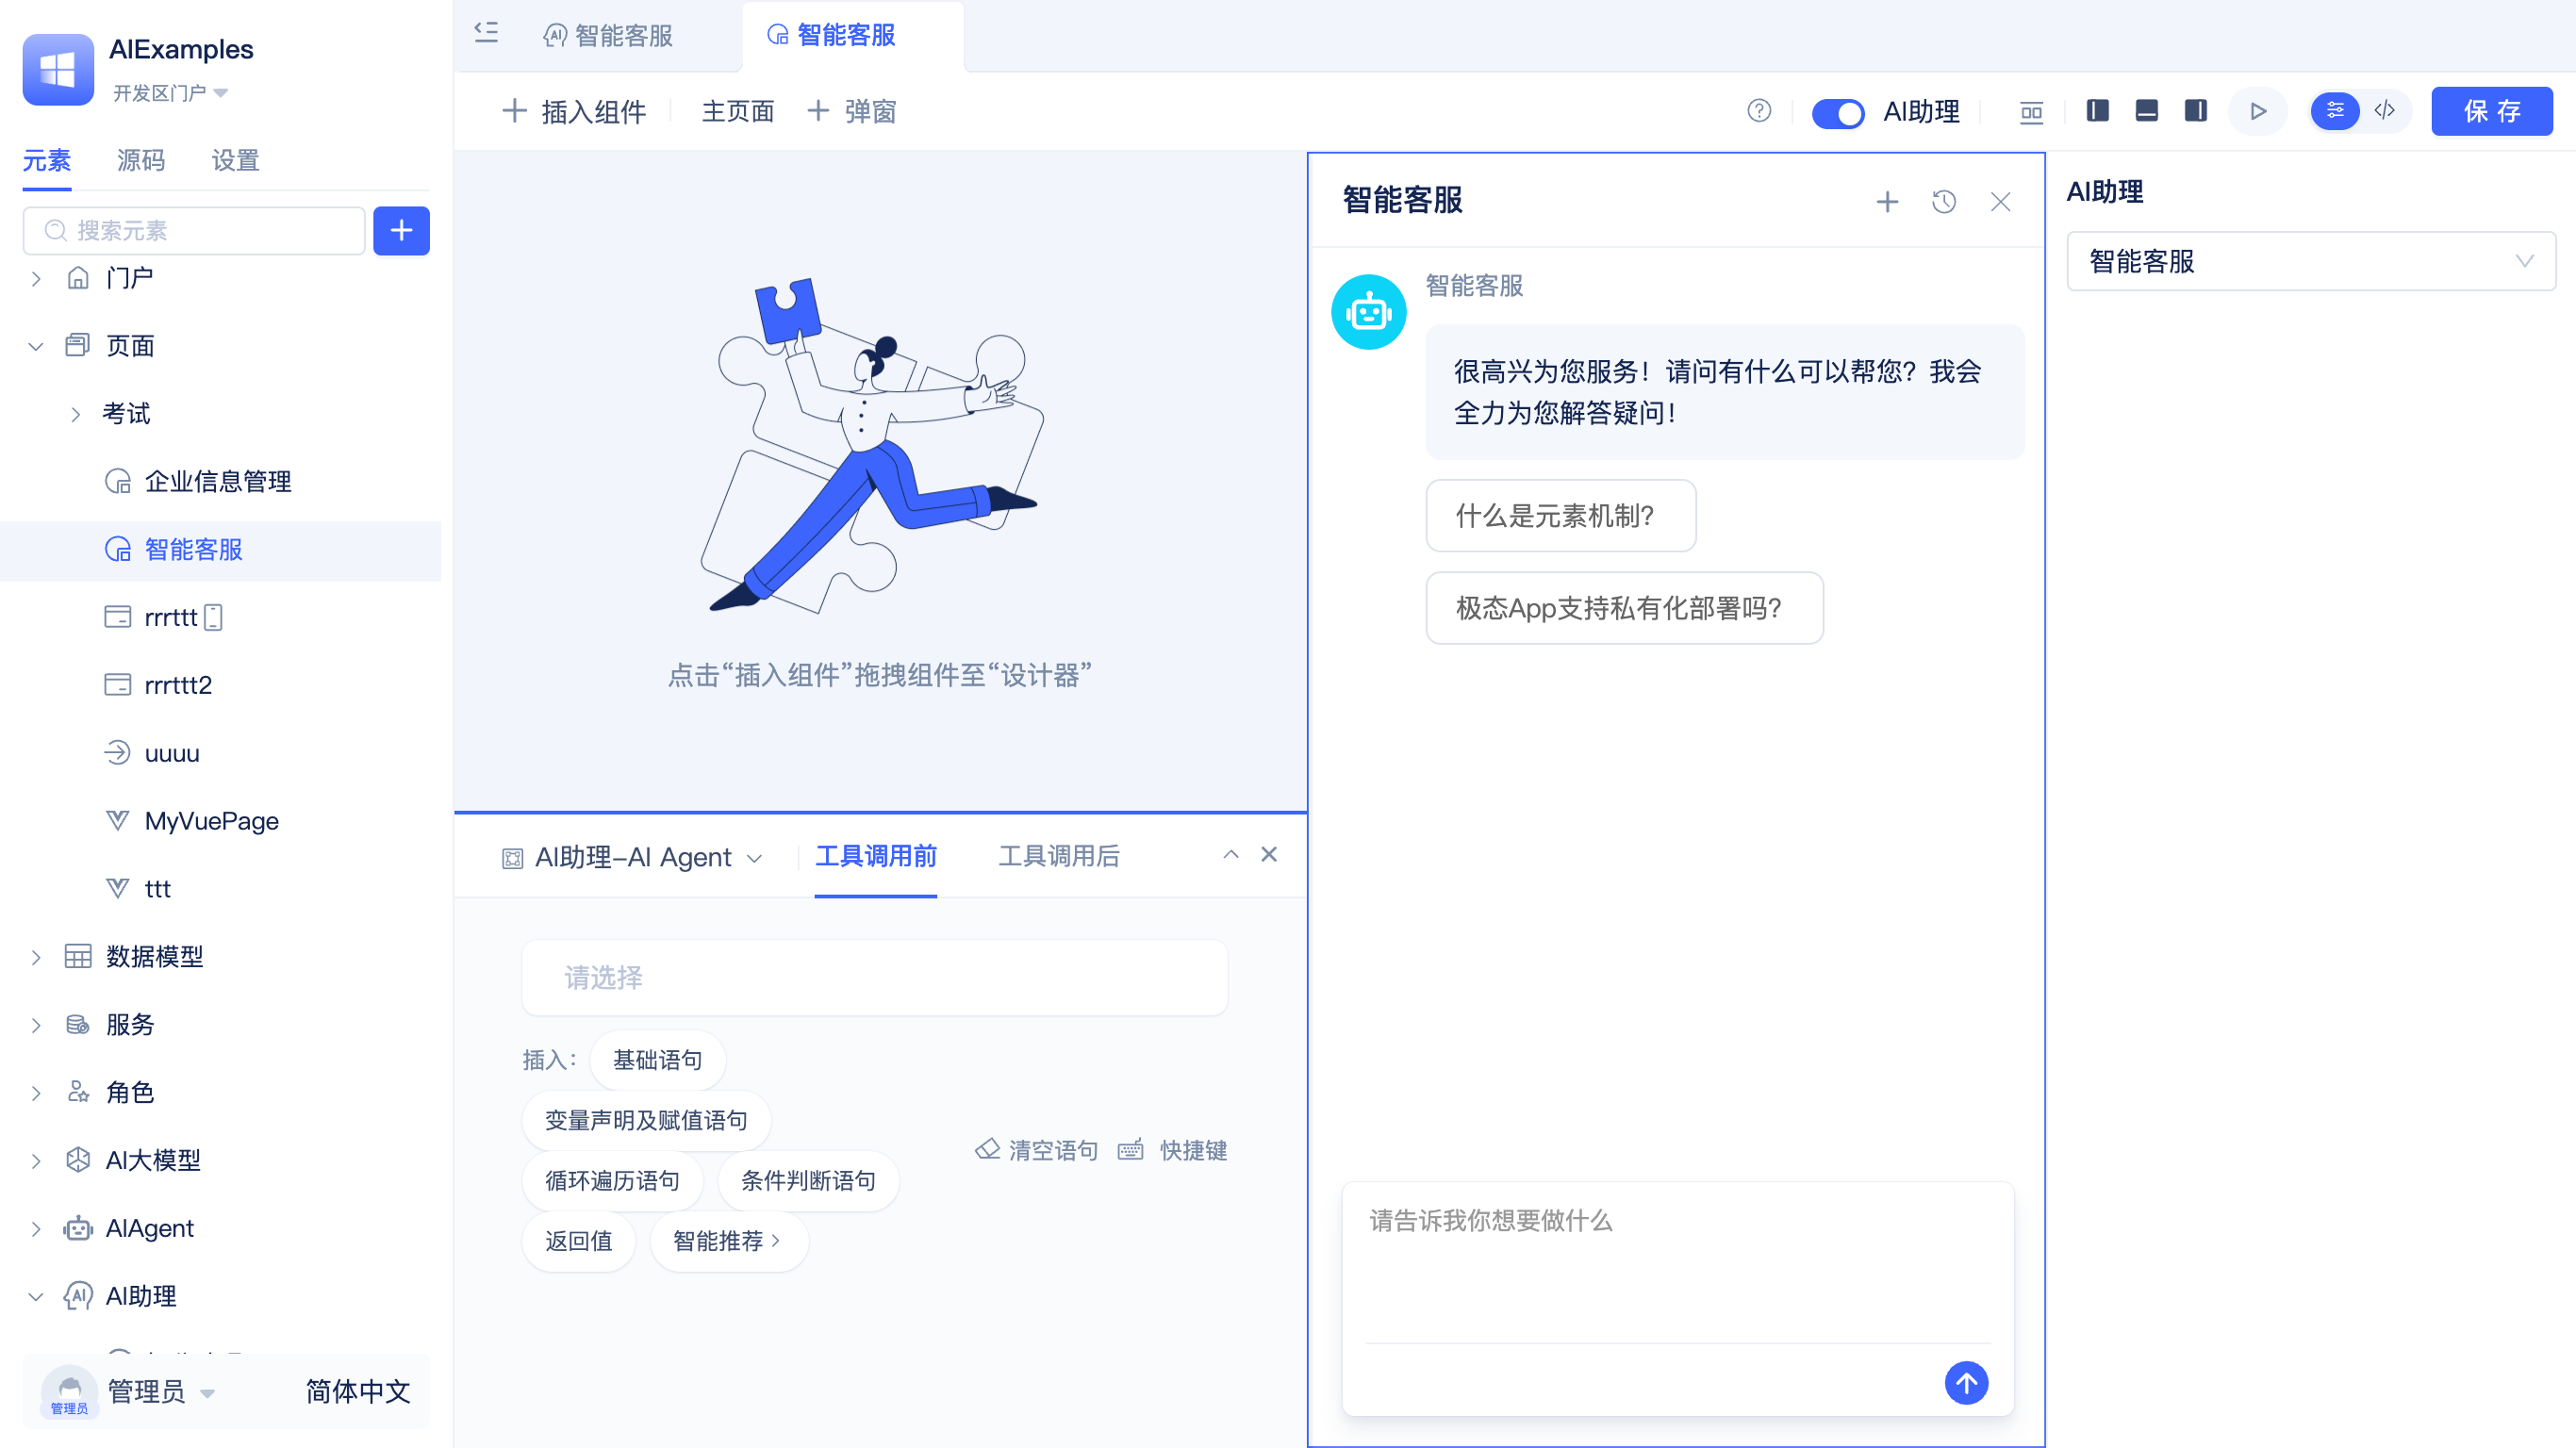 AIExamples
开发区门户
元素 源码 设置
搜索元素
门户
页面
考试
企业信息管理
智能客服
rrrttt
rrrttt2
uuuu
MyVuePage
ttt
数据模型
服务
角色
AI大模型
AIAgent
AI助理
管理员
管理员 简体中文
智能客服 智能客服
插入组件 主页面 弹窗
AI助理
保存
点击“插入组件”拖拽组件至“设计器”
AI助理-AI Agent 工具调用前 工具调用后
请选择
插入: 基础语句
变量声明及赋值语句
循环遍历语句 条件判断语句
返回值 智能推荐
清空语句 快捷键
智能客服
智能客服
很高兴为您服务!请问有什么可以帮您?我会
全力为您解答疑问!
什么是元素机制?
极态App支持私有化部署吗?
请告诉我你想要做什么
AI助理
智能客服